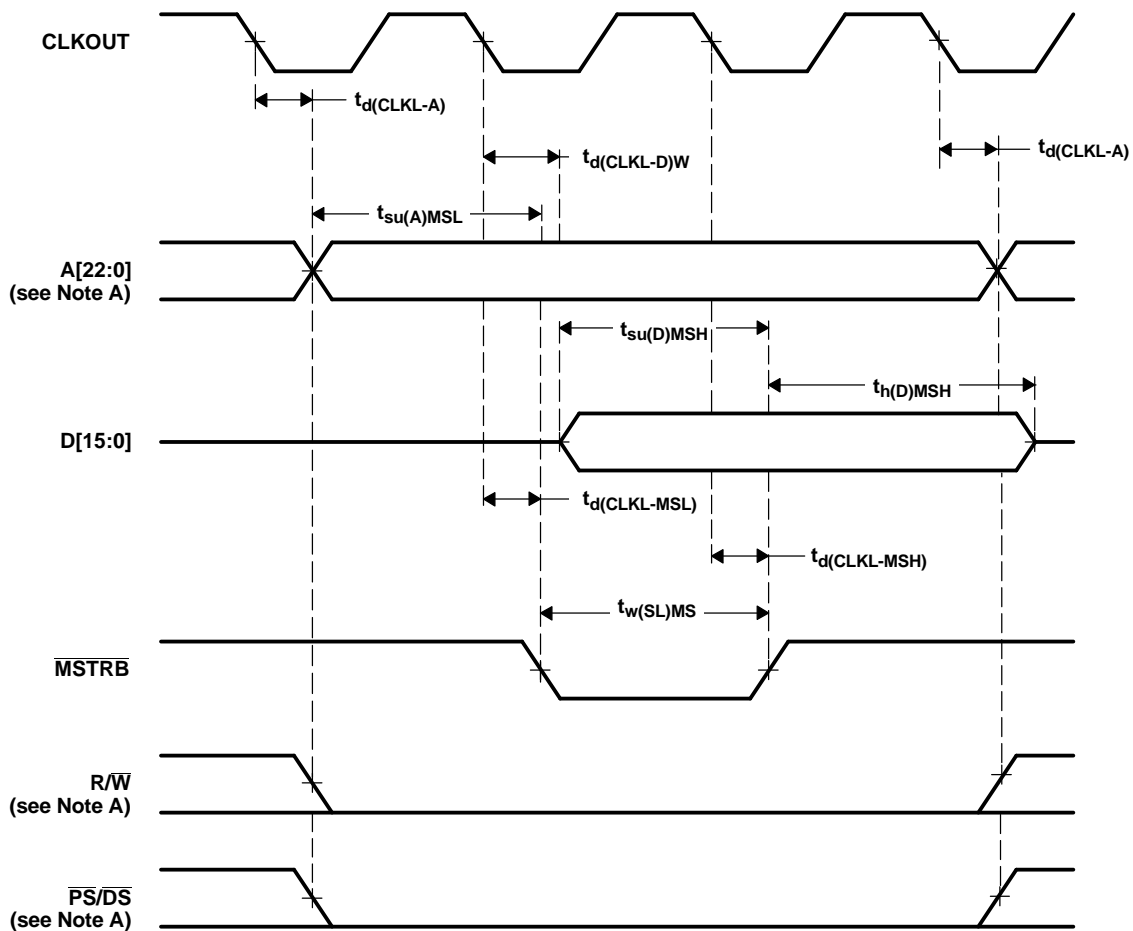 CLKOUT
td(CLKL-A)
td(CLKL-D)W
td(CLKL-A)
tsu(A)MSL
A[22:0]
(see Note A)
tsu(D)MSH
th(D)MSH
D[15:0]
td(CLKL-MSL)
td(CLKL-MSH)
tw(SL)MS
MSTRB
R/W
(see Note A)
PS/DS
(see Note A)